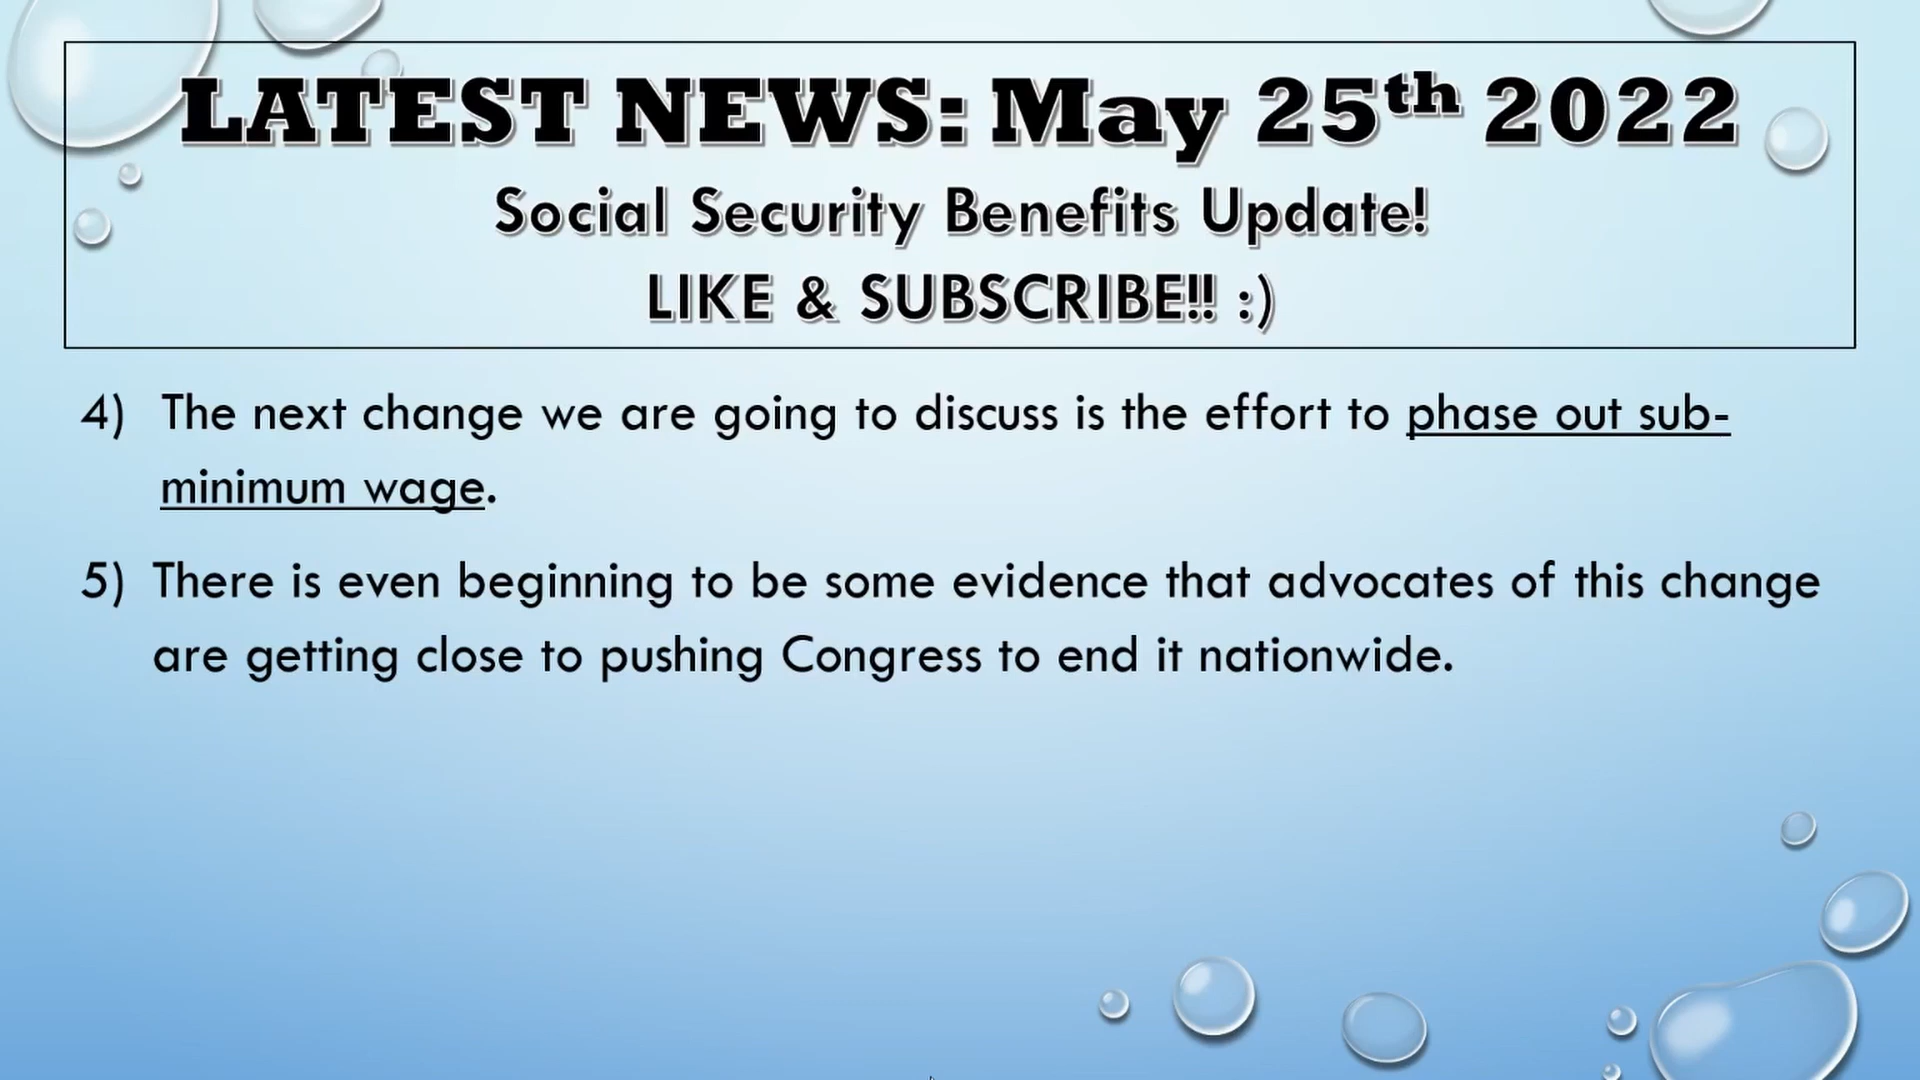 LATEST NEWS: May 25th 2022
Social Security Benefits Update!
LIKE & SUBSCRIBE!! :)
4) The next change we are going to discuss is the effort to phase out sub-
minimum wage.
5) There is even beginning to be some evidence that advocates of this change
are getting close to pushing Congress to end it nationwide.